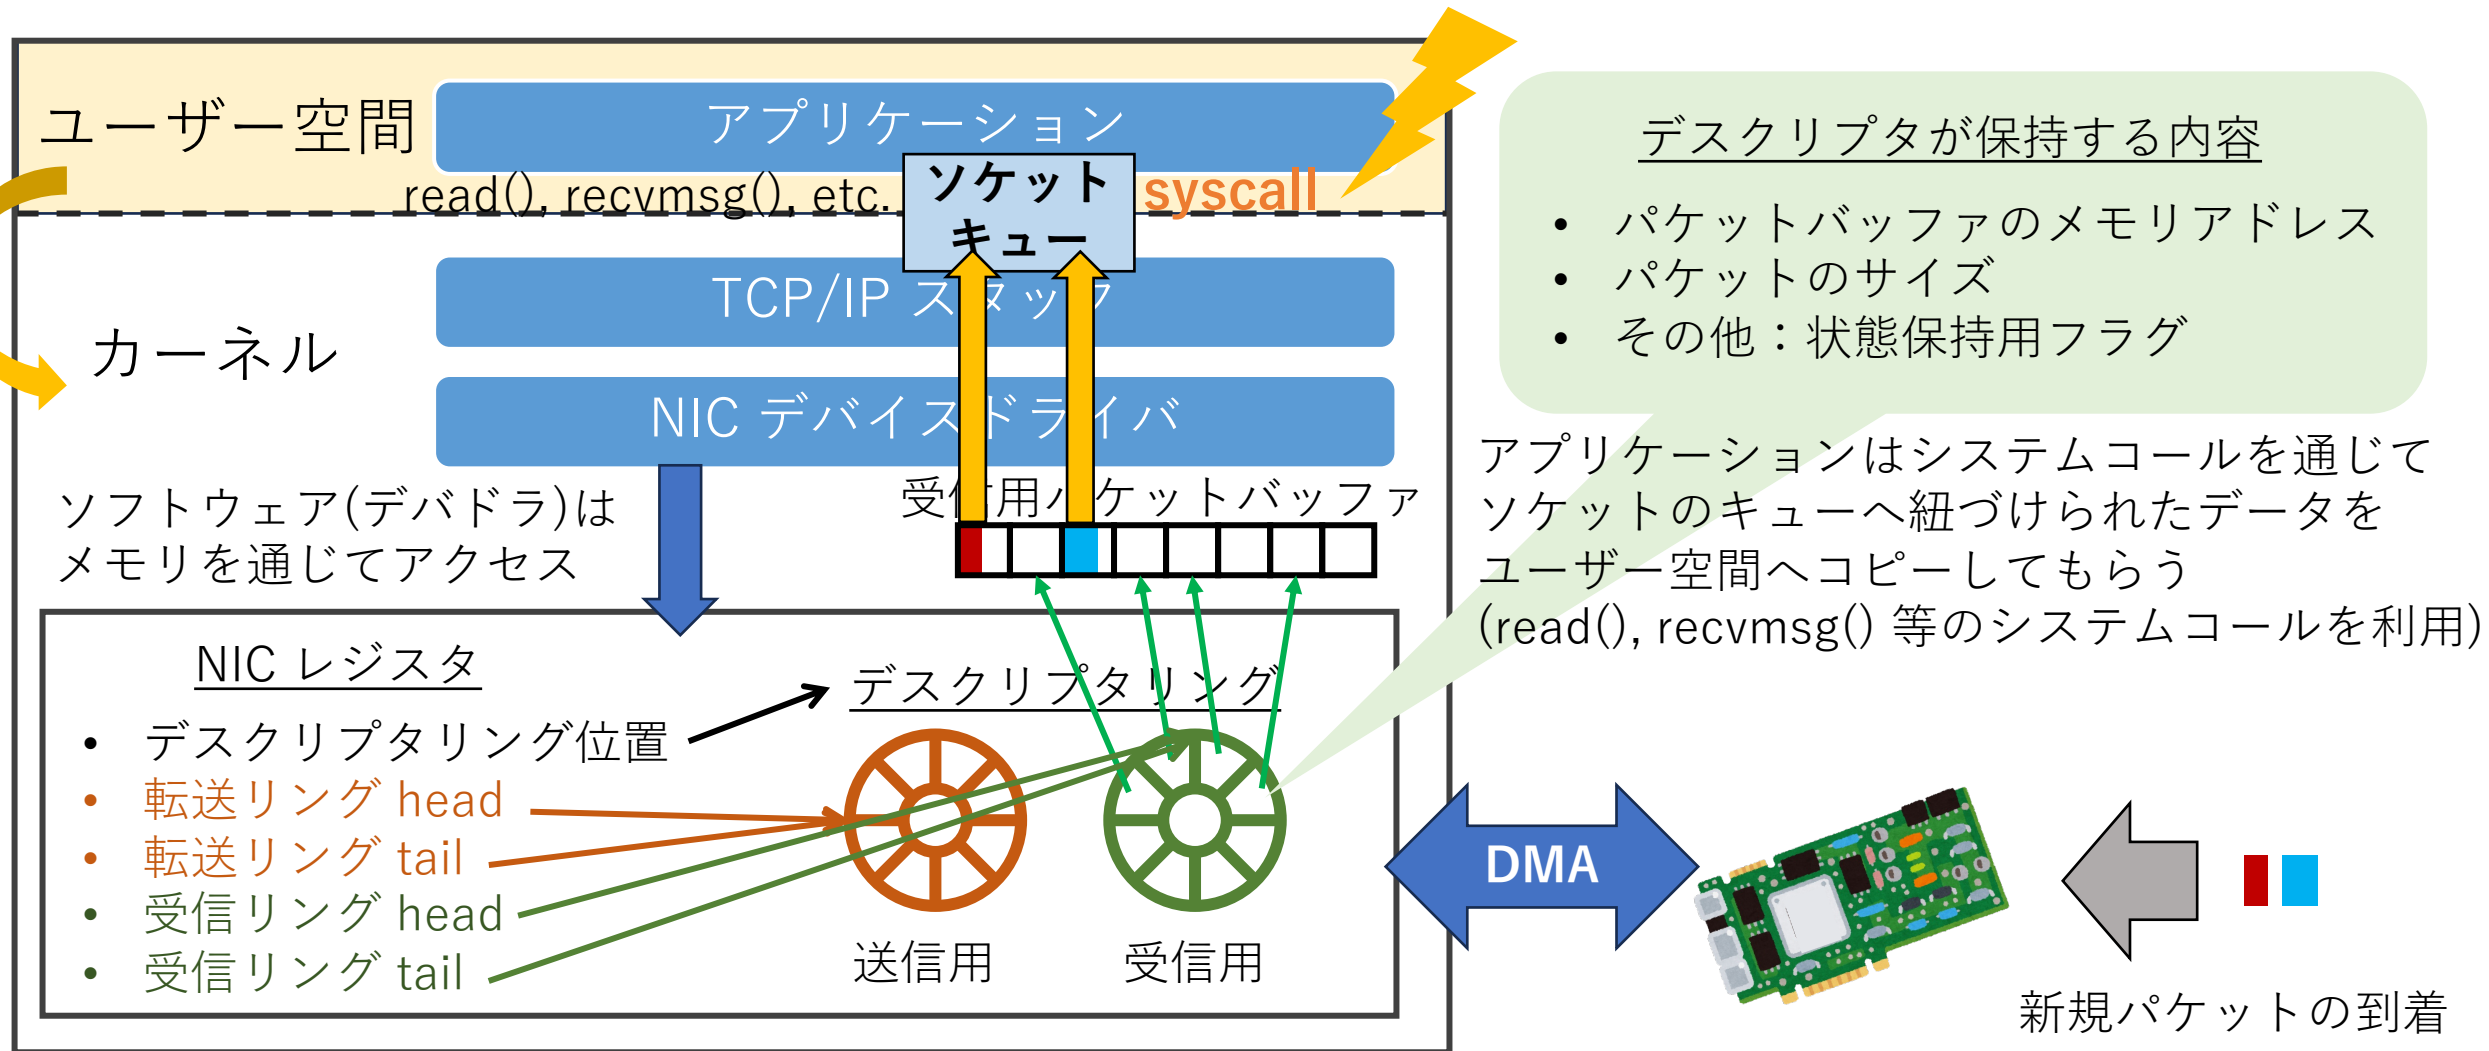 ユーザー空間
アプリケーション
read(), recvmsg(), etc.
ソケット
キュー
syscall
カーネル
TCP/IP スタック
NIC デバイスドライバ
ソフトウェア(デバドラ)は
メモリを通じてアクセス
受信用パケットバッファ
NIC レジスタ
• デスクリプタリング位置
• 転送リング head
• 転送リング tail
• 受信リング head
• 受信リング tail
デスクリプタリング
送信用
受信用
デスクリプタが保持する内容
• パケットバッファのメモリアドレス
• パケットのサイズ
• その他：状態保持用フラグ
アプリケーションはシステムコールを通じて
ソケットのキューへ紐づけられたデータを
ユーザー空間へコピーしてもらう
(read(), recvmsg() 等のシステムコールを利用)
DMA
新規パケットの到着